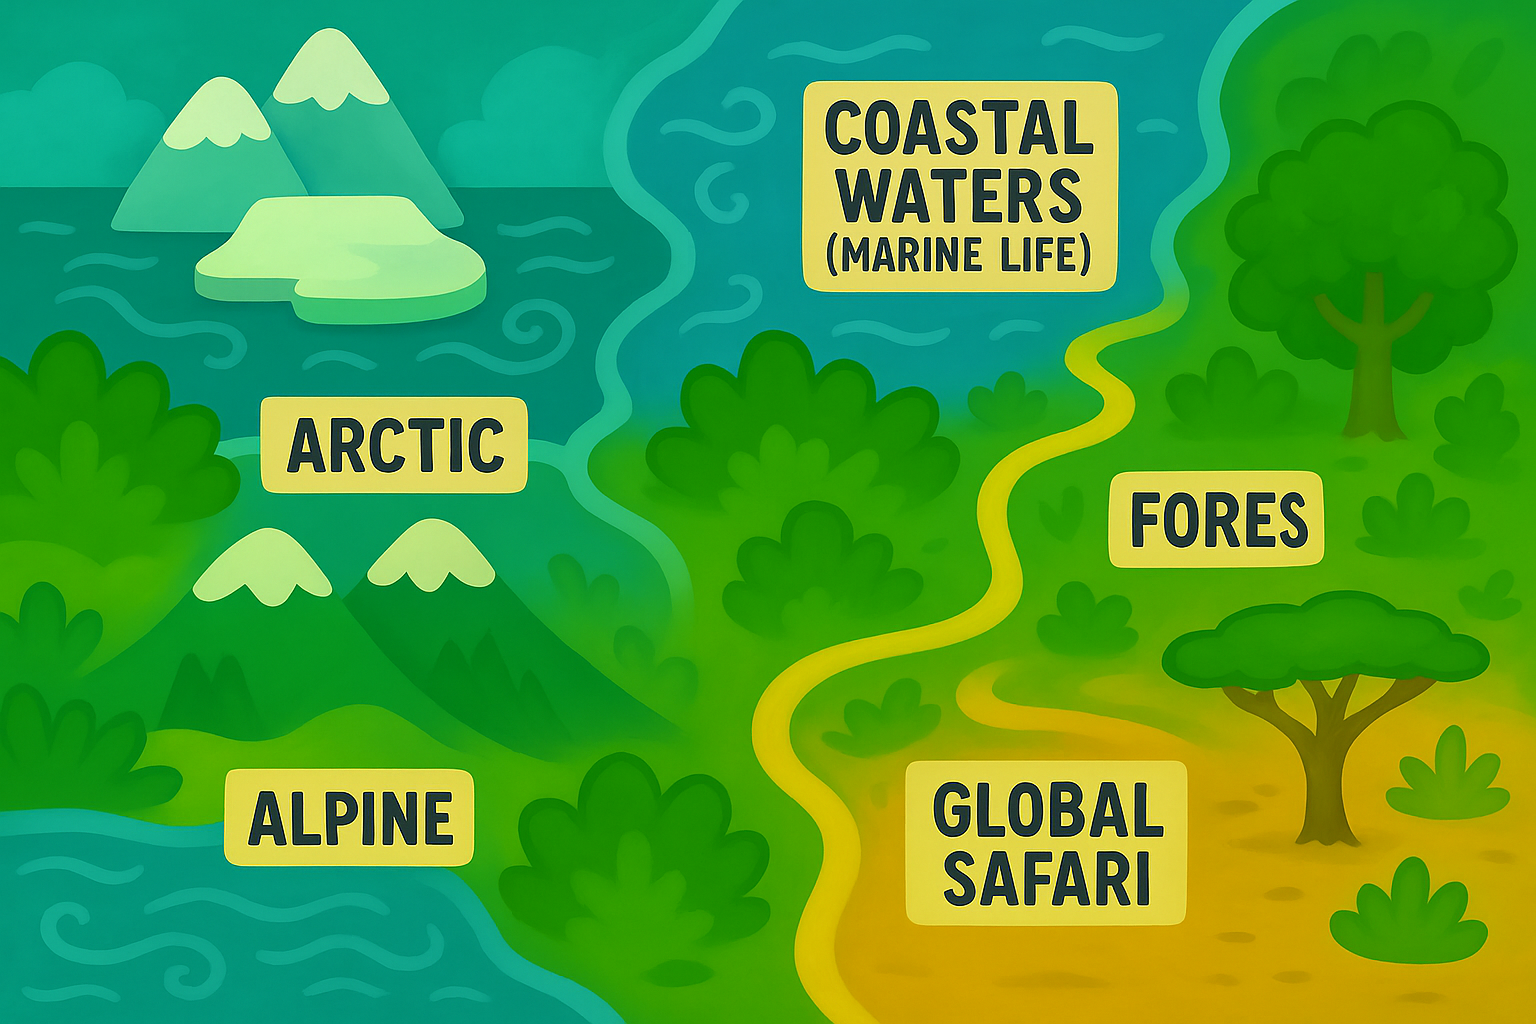 COASTAL
WATERS
(MARINE LIFE)
ARCTIC
FORES
ALPINE
GLOBAL
SAFARI